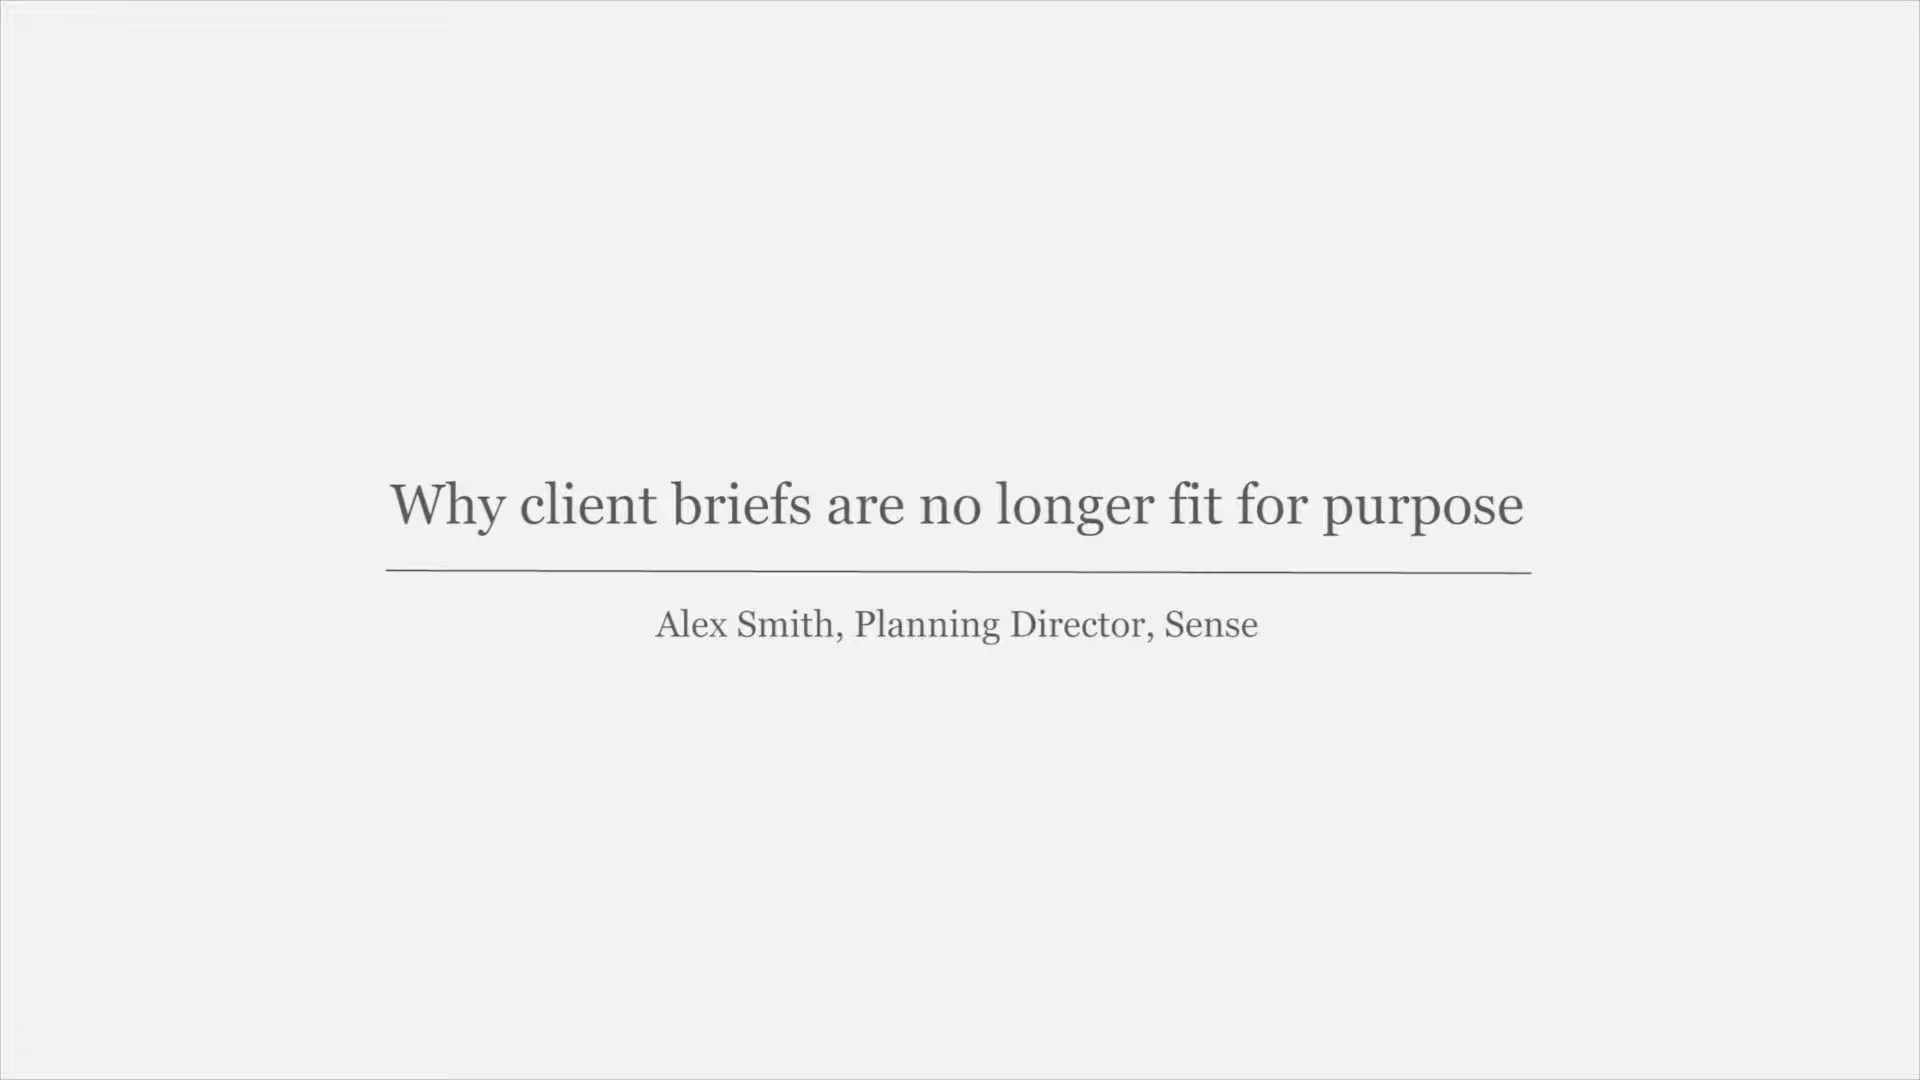 Why client briefs are no longer fit for purpose
Alex Smith, Planning Director, Sense